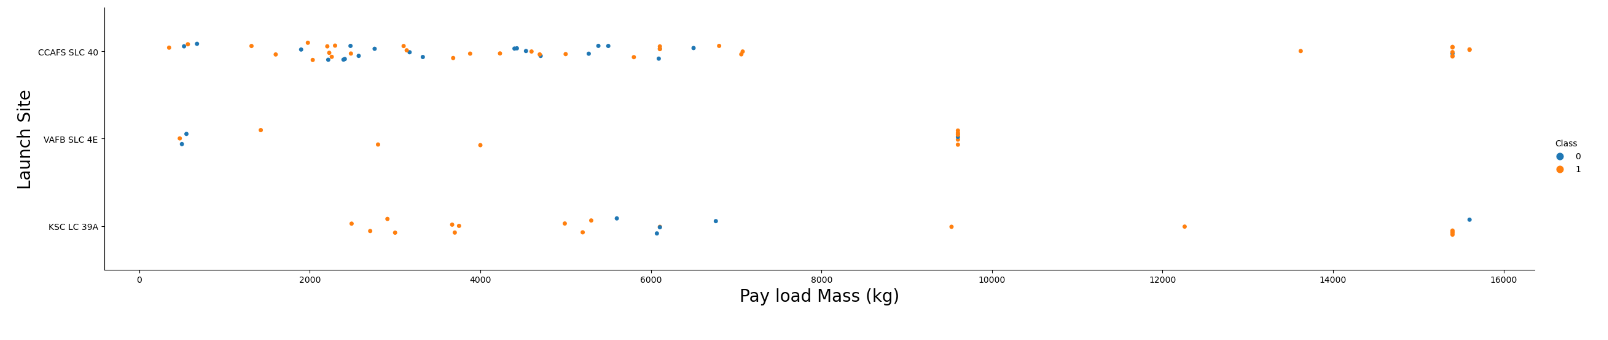 CCAFS SLC 40
VAFB SLC 4E
KSC LC 39A
Launch Site
0 2000 4000 6000 8000 10000 12000 14000 16000
Pay load Mass (kg)
Class
0
1